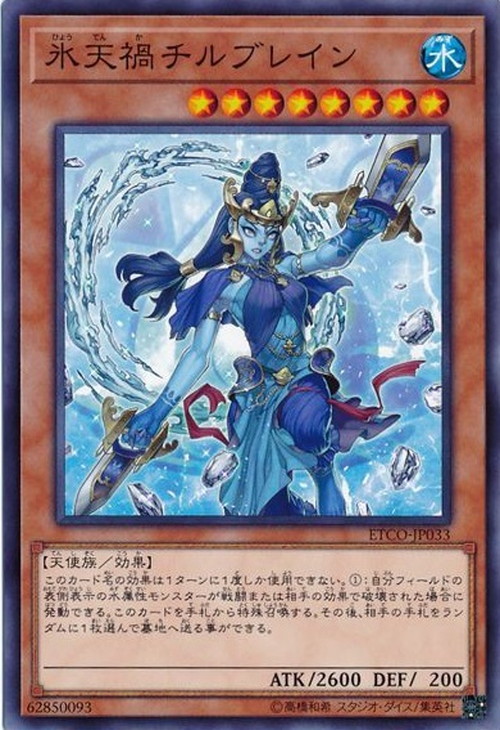 氷天禍チルブレイン
水
ETCO-JP033
【天使族／効果】
このカード名の効果は１ターンに１度しか使用できない。①：自分フィールドの
表側表示の水属性モンスターが戦闘または相手の効果で破壊された場合に
発動できる。このカードを手札から特殊召喚する。その後、相手の手札をラン
ダムに１枚選んで墓地へ送る事ができる。
ATK/2600 DEF/ 200
62850093
©高橋和希 スタジオ・ダイス/集英社